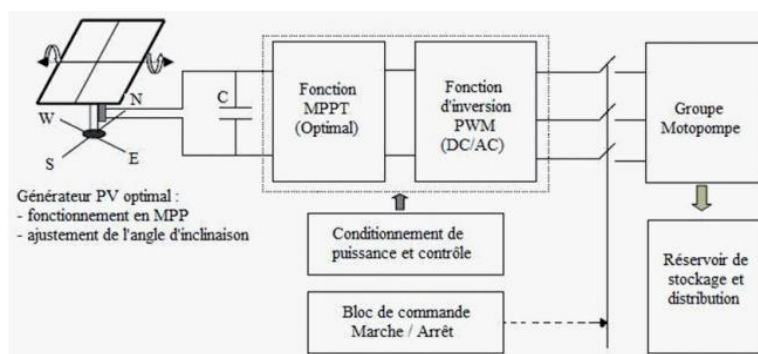 N
W
S
E
C
Générateur PV optimal :
- fonctionnement en MPP
- ajustement de l'angle d'inclinaison
Fonction
MPPT
(Optimal)
Fonction
d'inversion
PWM
(DC/AC)
Groupe
Motopompe
Conditionnement de
puissance et contrôle
Bloc de commande
Marche / Arrêt
Réservoir de
stockage et
distribution